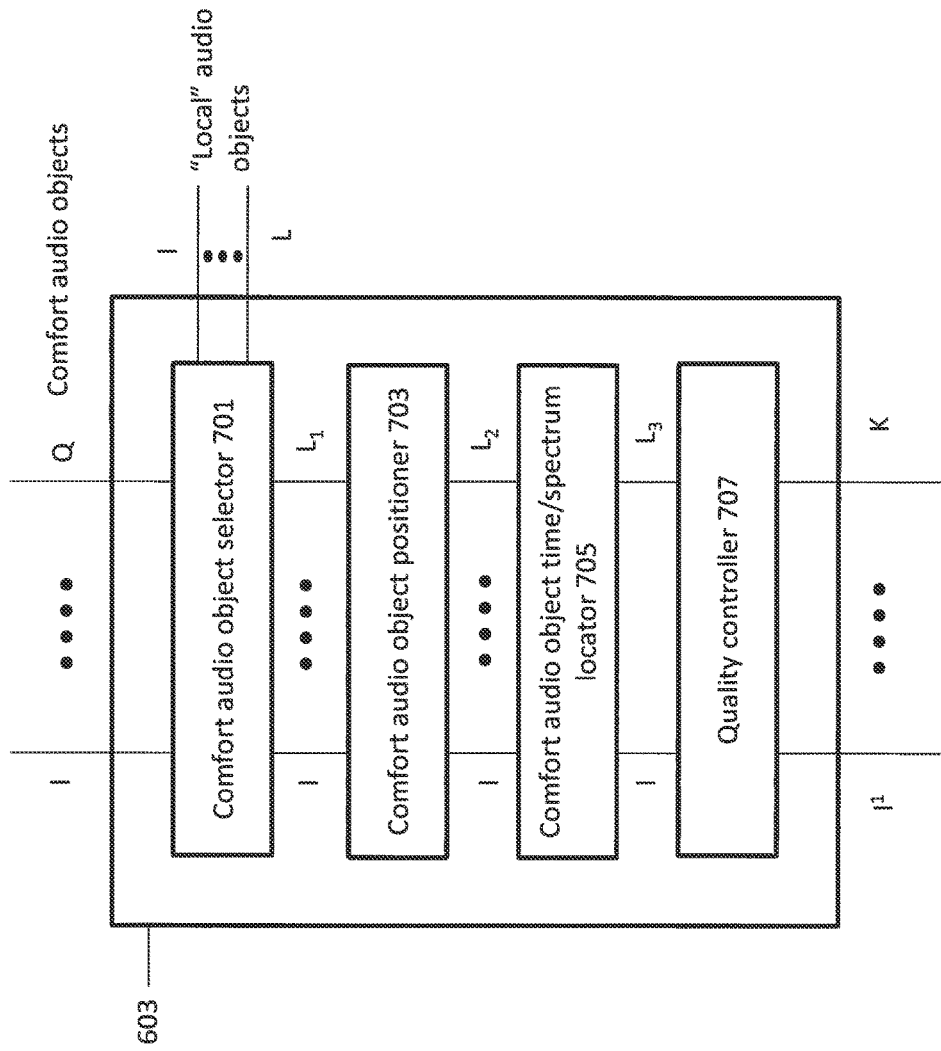 Comfort audio objects
I
Q
"Local" audio
objects
I
L
603
Comfort audio object selector 701
I
L₁
Comfort audio object positioner 703
I
L₂
Comfort audio object time/spectrum
locator 705
I
L₃
Quality controller 707
I¹
K